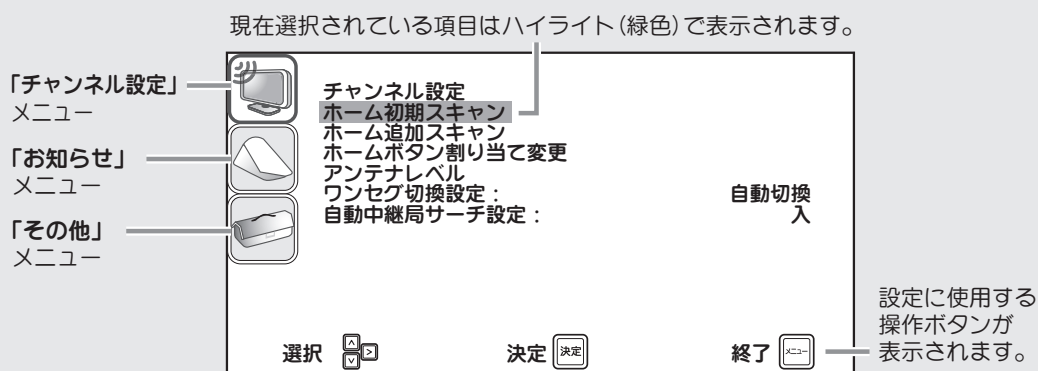 現在選択されている項目はハイライト（緑色）で表示されます。
「チャンネル設定」
メニュー
「お知らせ」
メニュー
「その他」
メニュー
チャンネル設定
ホーム初期スキャン
ホーム追加スキャン
ホームボタン割り当て変更
アンテナレベル
ワンセグ切換設定： 自動切換
自動中継局サーチ設定： 入
選択 決定 決定 終了 メニュー
設定に使用する
操作ボタンが
表示されます。